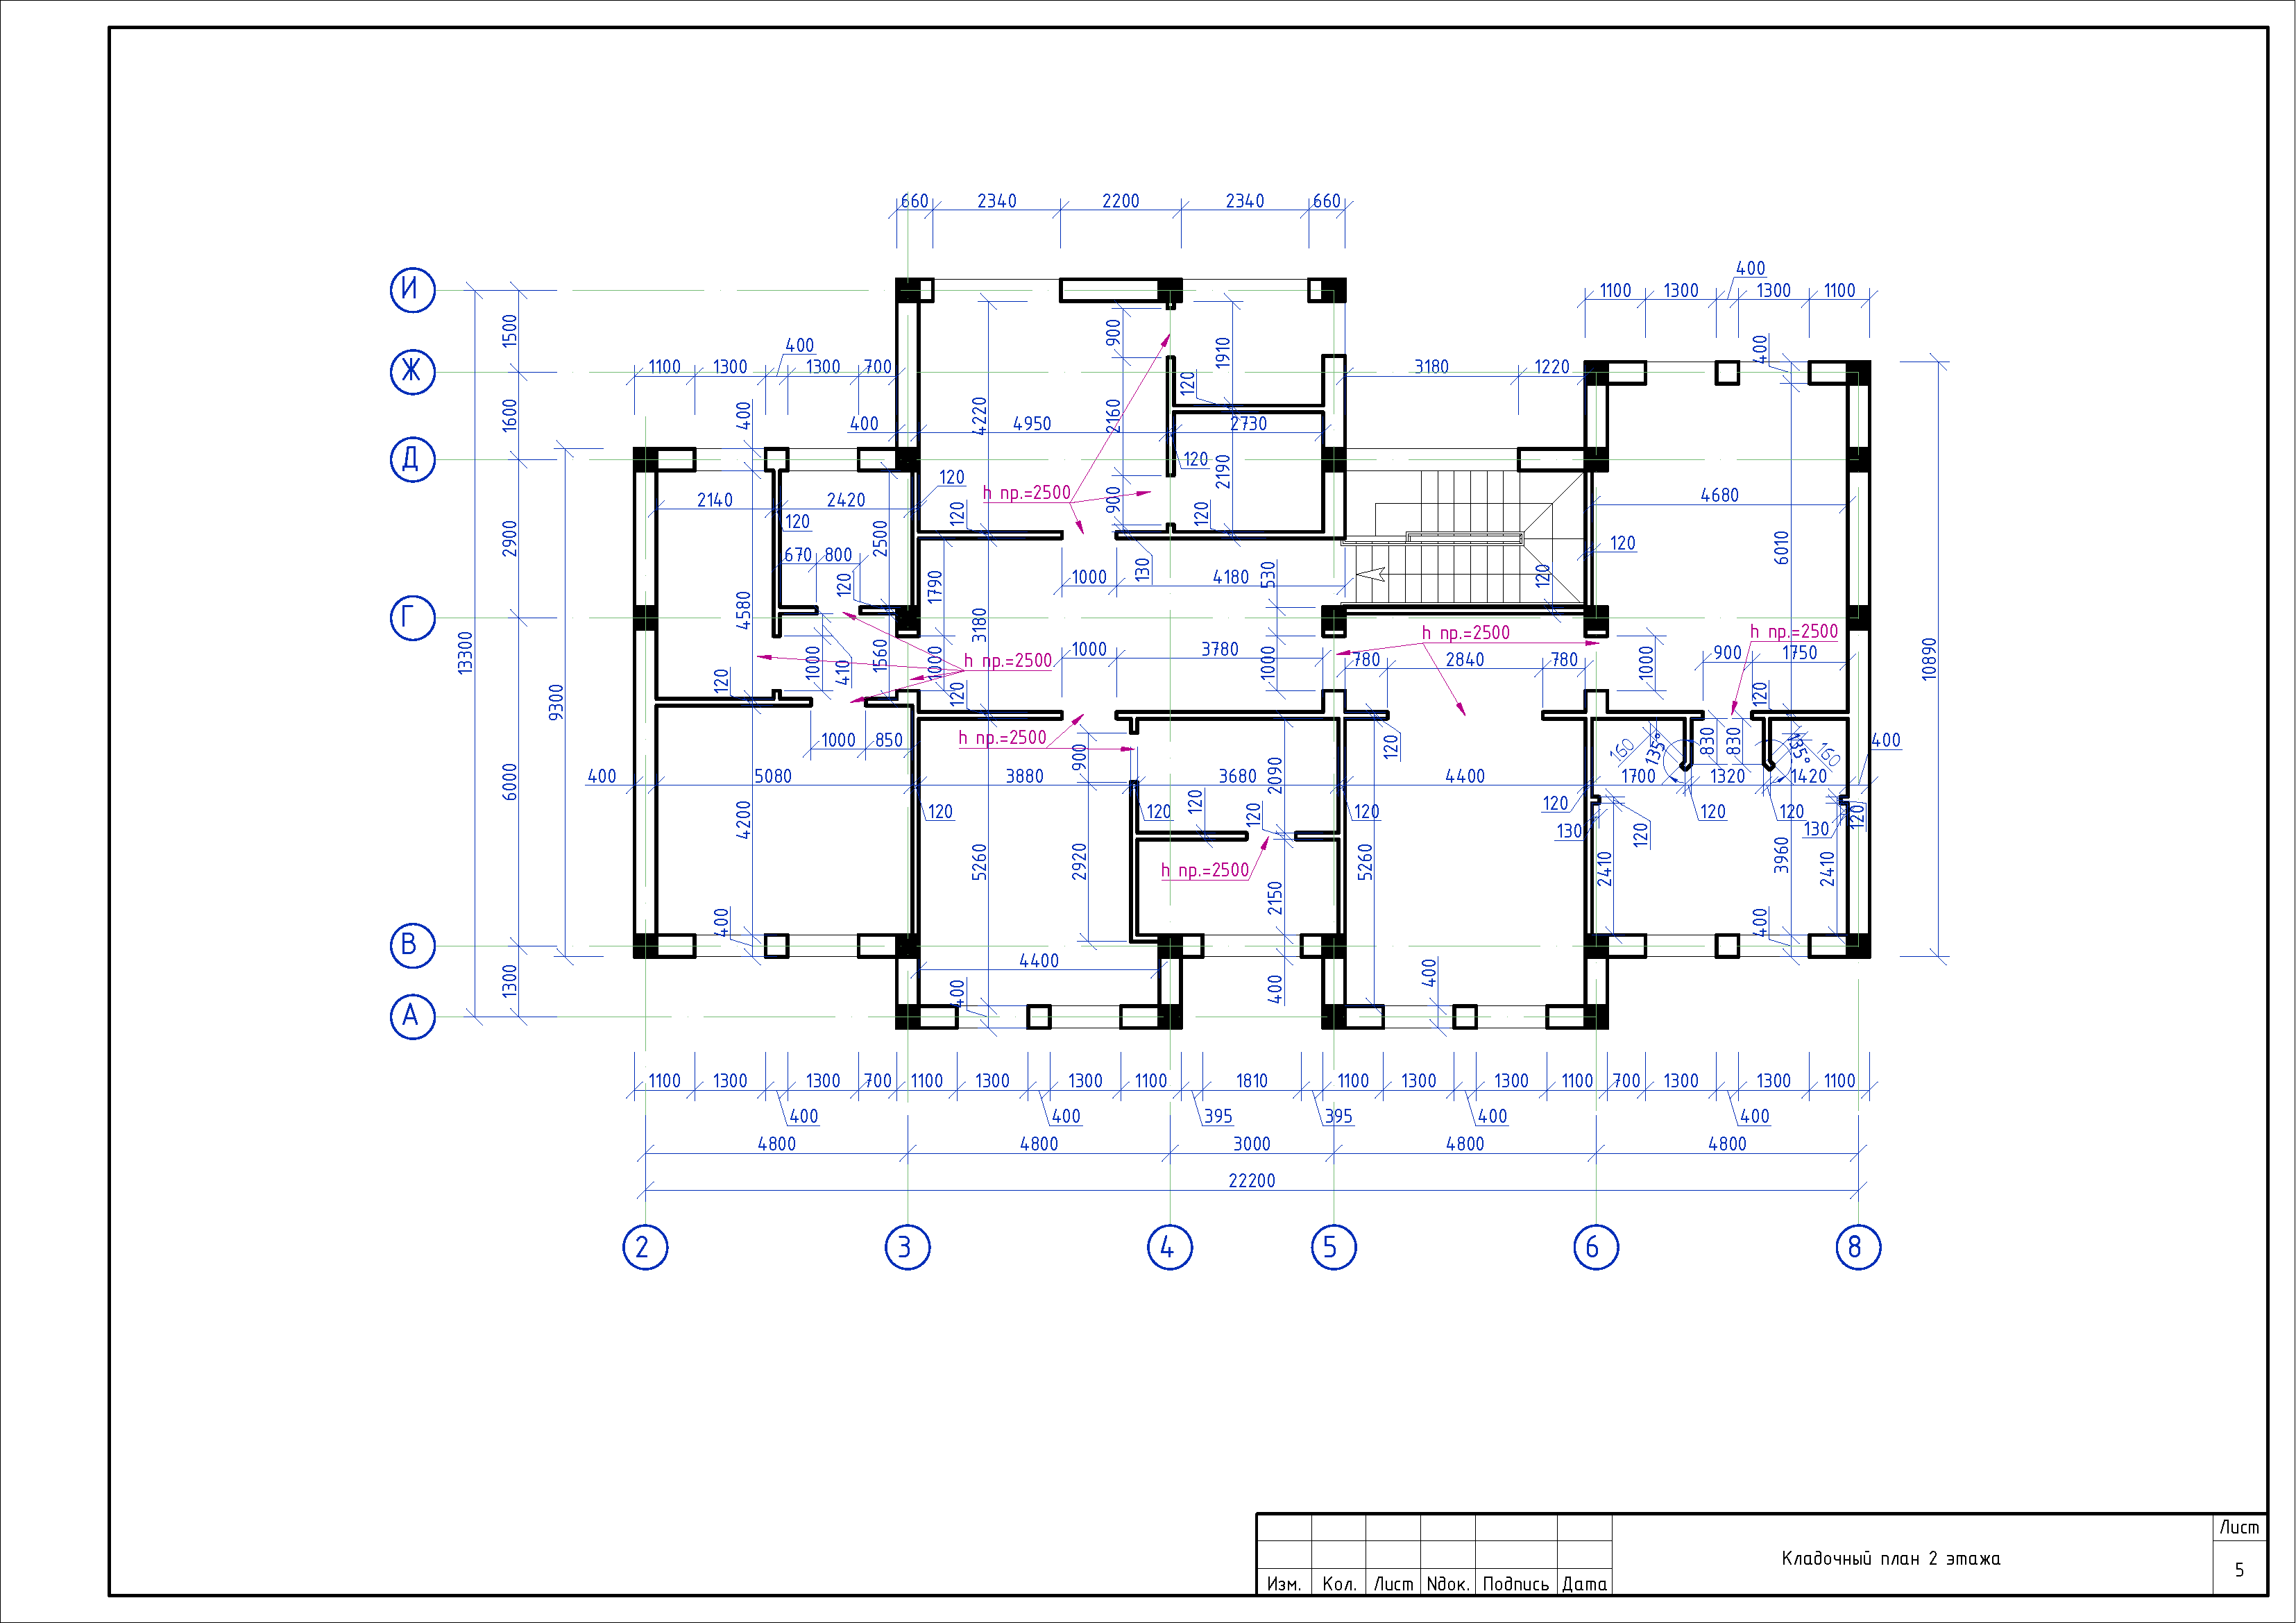 660 2340 2200 2340 660
400
1100 1300 1300 1100
И
1500
Ж
400
1100 1300 1300 700
3180 1220
400
900 1910
120
1600
400
4220
2160
400 4950 2730
Д
120 2190
120
h пр.=2500
2140 2420
4680
120
2900
2500
120
900
120
670 800
120
6010
120
1000 130 4180 530
120
1790
4580
Г
3180
h пр.=2500
h пр.=2500
13300
1000 3780
1000 410 1560 1000
h пр.=2500
1000
780 2840 780
1000
900 1750
10890
9300
120
120
120
h пр.=2500
1000 850
900
120
160 135° 830 830 135° 160
400
6000
400 5080 3880 3680 2090 4400 1700 1320 1420
120 120 120 120 120 120 120
4200
120
120
130 120 130 120
5260 2920
h пр.=2500
5260
2410 3960 2410
2150
400
400
В
4400
1300
400
400
400
А
1100 1300 1300 700 1100 1300 1300 1100 1810 1100 1300 1300 1100 700 1300 1300 1100
400 400 395 395 400 400
4800 4800 3000 4800 4800
22200
2 3 4 5 6 8
Лист
Кладочный план 2 этажа
5
Изм. Кол. Лист Nдок. Подпись Дата